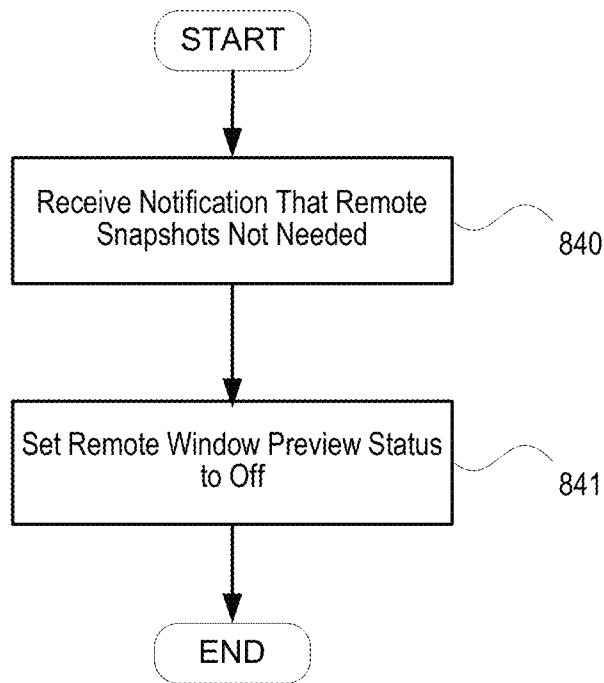 START
Receive Notification That Remote
Snapshots Not Needed
840
Set Remote Window Preview Status
to Off
841
END